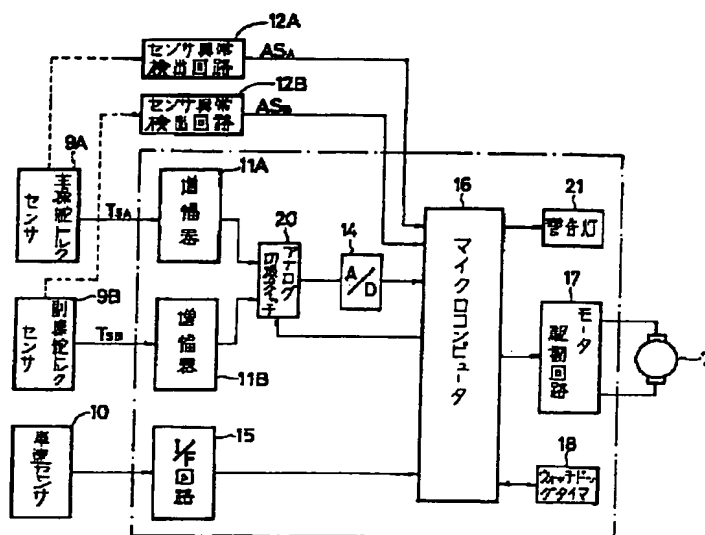 12A
センサ異常
検出回路
ASA
12B
センサ異常
検出回路
ASB
9A
主操舵トルク
センサ
TSA
11A
増幅器
20
アナログ
切換スイッチ
14
A/D
16
マイクロコンピュータ
21
警告灯
9B
副操舵トルク
センサ
TSB
増幅器
11B
17
モータ
駆動回路
10
車速センサ
15
I/F
回路
18
ウォッチドッ
グタイマ